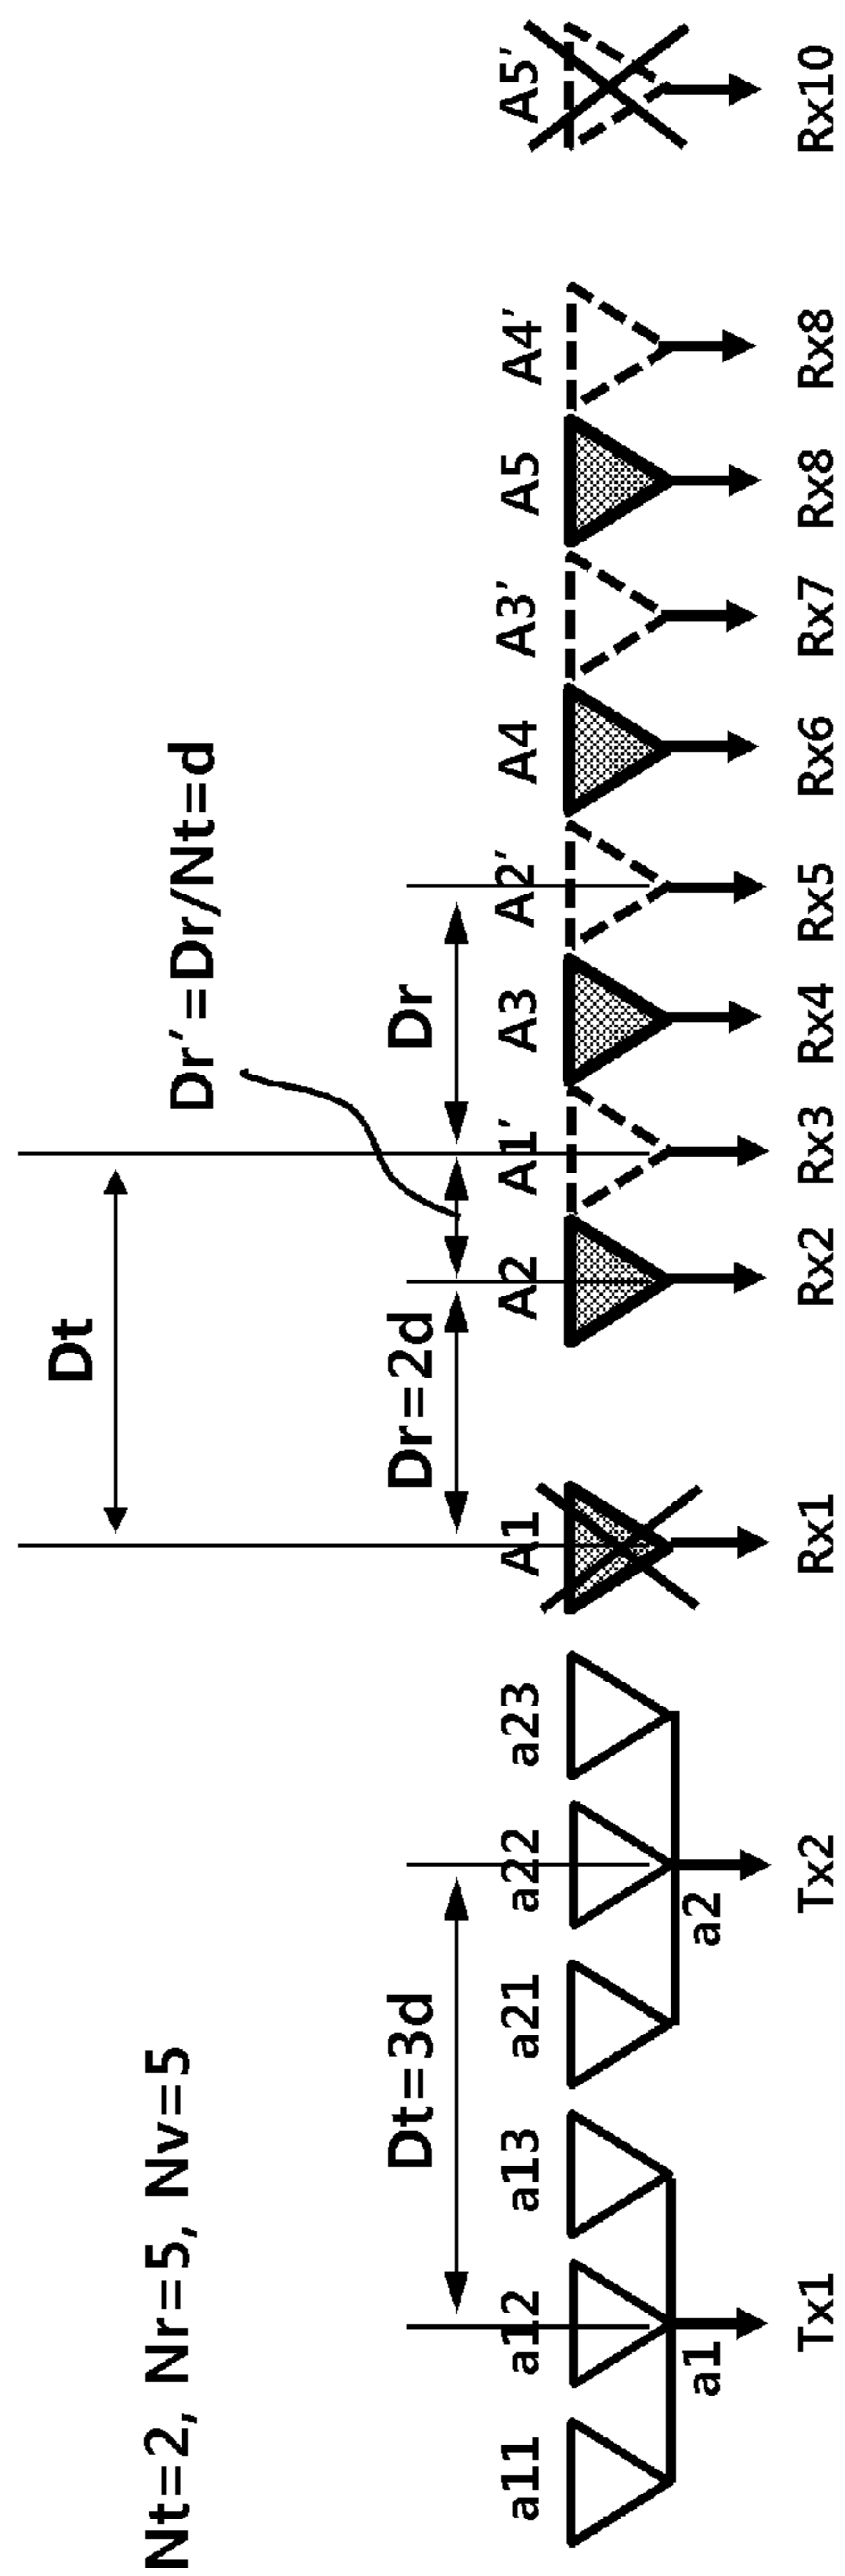 Nt=2, Nr=5, Nv=5
Dt
Dr′=Dr/Nt=d
Dt=3d
Dr=2d
Dr
a11
a12
a13
a21
a22
a23
A1
A2
A1′
A3
A2′
A4
A3′
A5
A4′
A5′
a1
a2
Tx1
Tx2
Rx1
Rx2
Rx3
Rx4
Rx5
Rx6
Rx7
Rx8
Rx8
Rx10